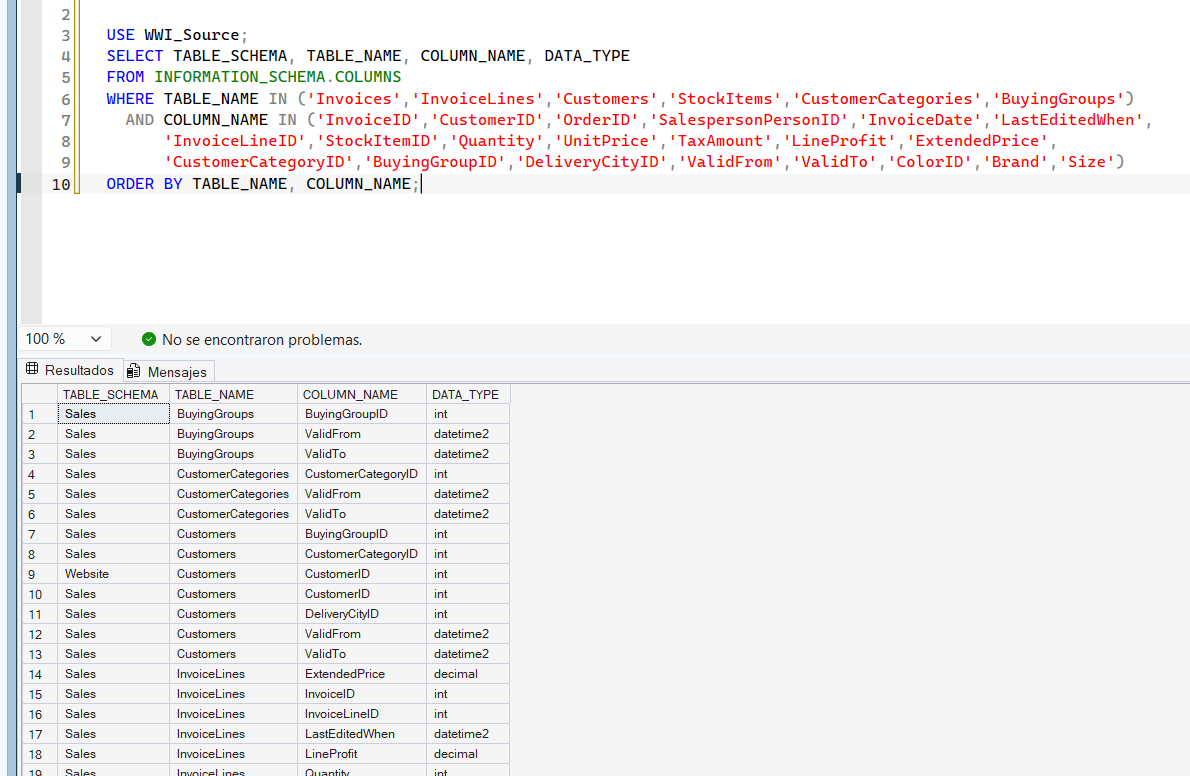 2
3 USE WWI_Source;
4 SELECT TABLE_SCHEMA, TABLE_NAME, COLUMN_NAME, DATA_TYPE
5 FROM INFORMATION_SCHEMA.COLUMNS
6 WHERE TABLE_NAME IN ('Invoices','InvoiceLines','Customers','StockItems','CustomerCategories','BuyingGroups')
7 AND COLUMN_NAME IN ('InvoiceID','CustomerID','OrderID','SalespersonPersonID','InvoiceDate','LastEditedWhen',
8 'InvoiceLineID','StockItemID','Quantity','UnitPrice','TaxAmount','LineProfit','ExtendedPrice',
9 'CustomerCategoryID','BuyingGroupID','DeliveryCityID','ValidFrom','ValidTo','ColorID','Brand','Size')
10 ORDER BY TABLE_NAME, COLUMN_NAME;
100 % No se encontraron problemas.
Resultados Mensajes
TABLE_SCHEMA TABLE_NAME COLUMN_NAME DATA_TYPE
1 Sales BuyingGroups BuyingGroupID int
2 Sales BuyingGroups ValidFrom datetime2
3 Sales BuyingGroups ValidTo datetime2
4 Sales CustomerCategories CustomerCategoryID int
5 Sales CustomerCategories ValidFrom datetime2
6 Sales CustomerCategories ValidTo datetime2
7 Sales Customers BuyingGroupID int
8 Sales Customers CustomerCategoryID int
9 Website Customers CustomerID int
10 Sales Customers CustomerID int
11 Sales Customers DeliveryCityID int
12 Sales Customers ValidFrom datetime2
13 Sales Customers ValidTo datetime2
14 Sales InvoiceLines ExtendedPrice decimal
15 Sales InvoiceLines InvoiceID int
16 Sales InvoiceLines InvoiceLineID int
17 Sales InvoiceLines LastEditedWhen datetime2
18 Sales InvoiceLines LineProfit decimal
19 Sales InvoiceLines Quantity int